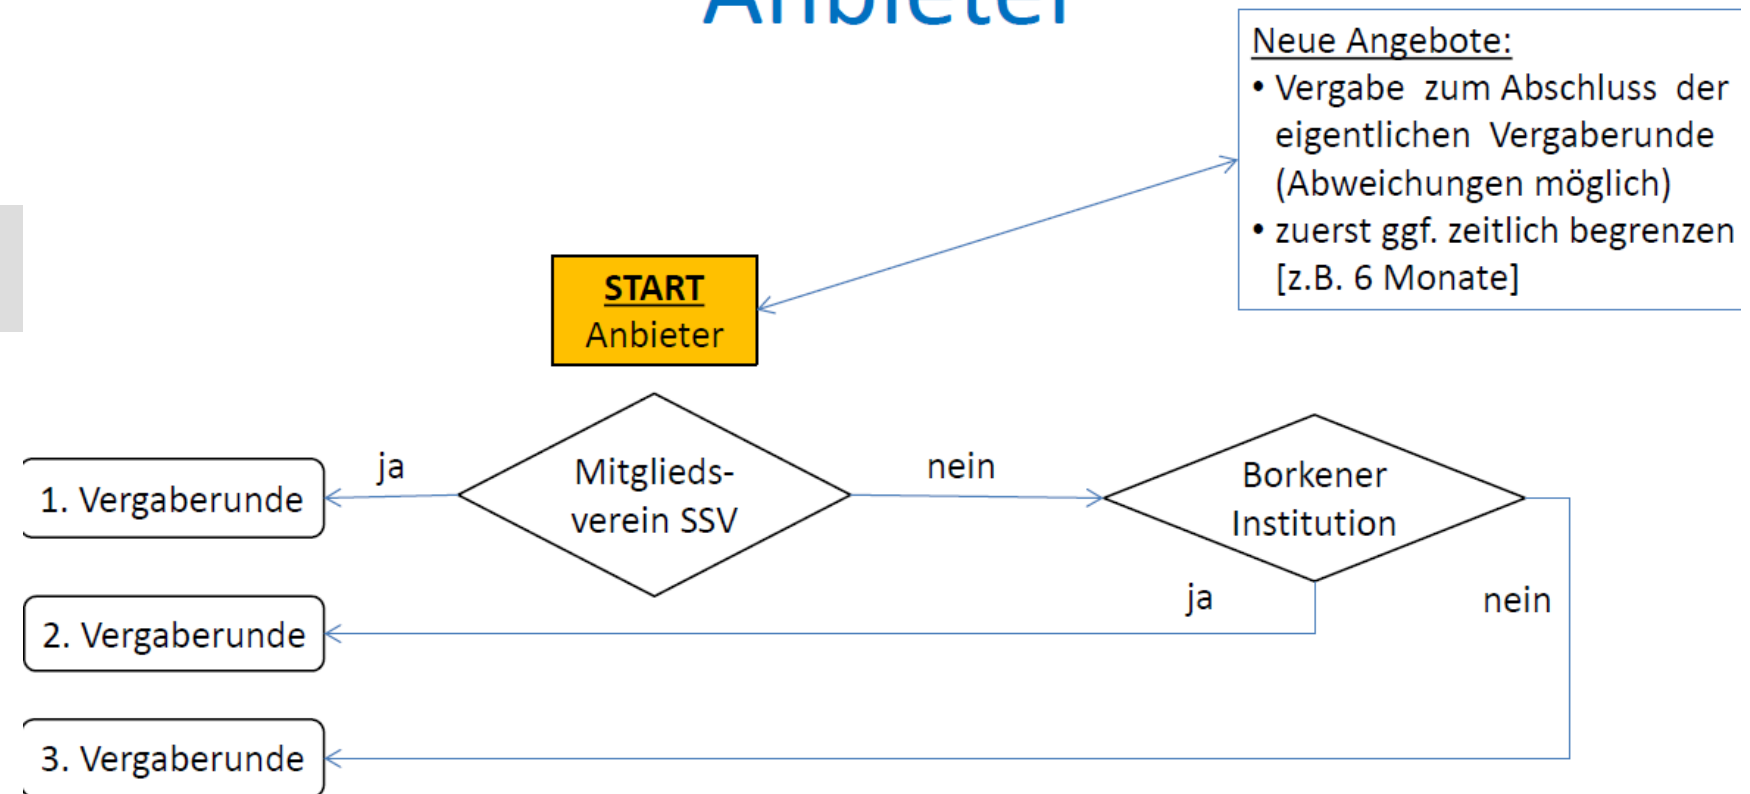 Anbieter
Neue Angebote:
• Vergabe zum Abschluss der
eigentlichen Vergaberunde
(Abweichungen möglich)
• zuerst ggf. zeitlich begrenzen
[z.B. 6 Monate]
START
Anbieter
ja
Mitglieds-
verein SSV
nein
Borkener
Institution
1. Vergaberunde
ja
nein
2. Vergaberunde
3. Vergaberunde